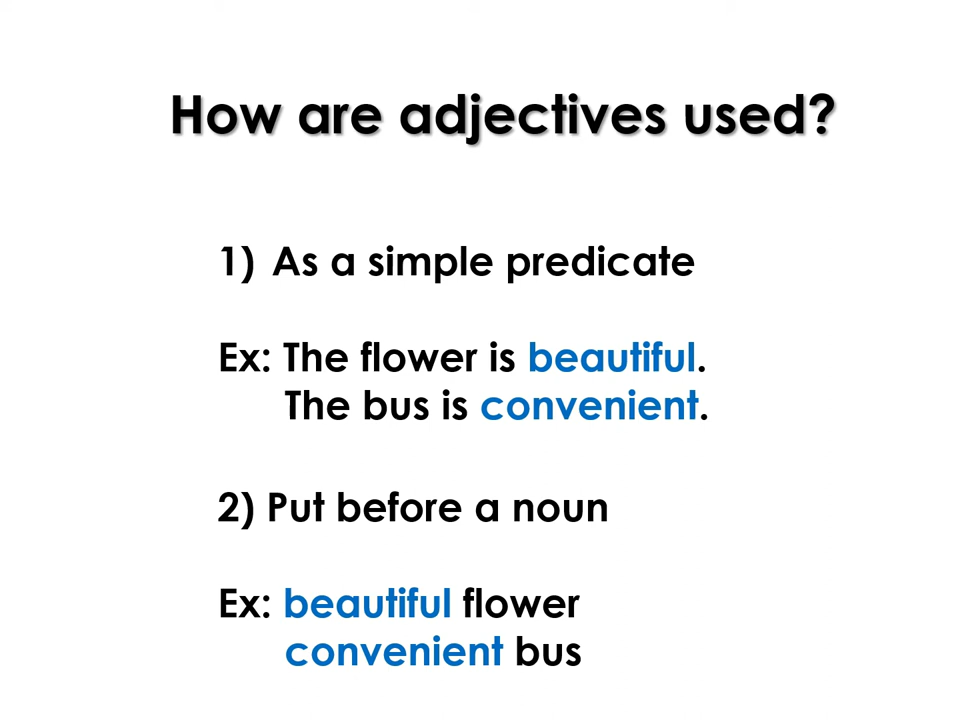 How are adjectives used?
1) As a simple predicate
Ex: The flower is beautiful.
The bus is convenient.
2) Put before a noun
Ex: beautiful flower
convenient bus